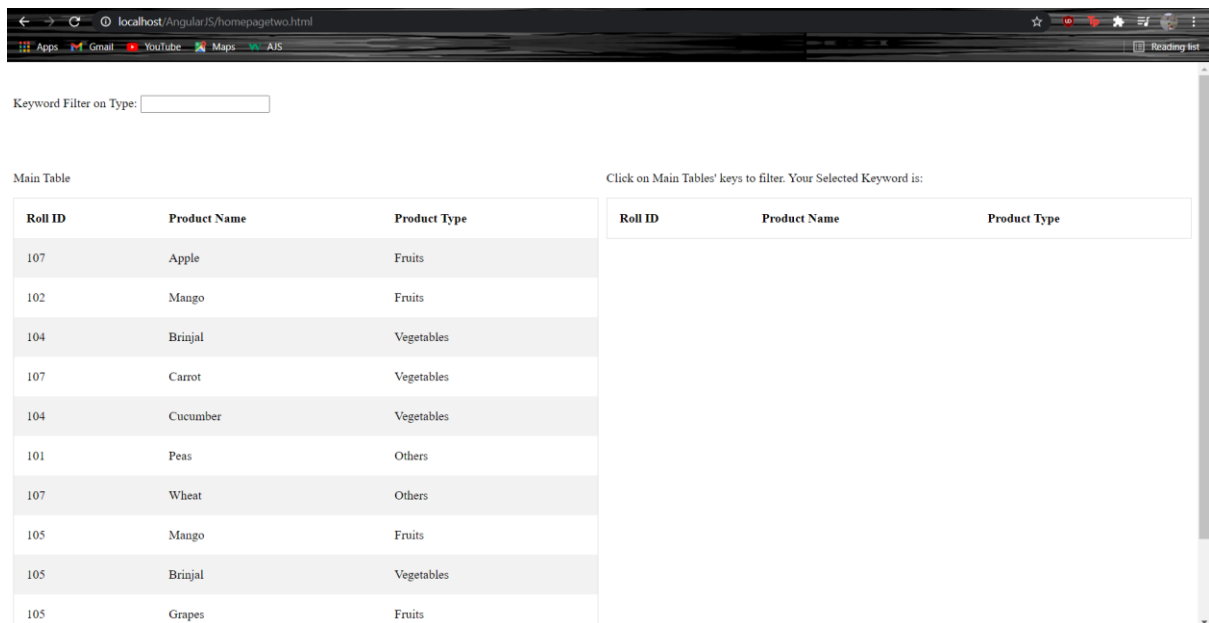 localhost/AngularJS/homepagetwo.html
Apps Gmail YouTube Maps AJS Reading list
Keyword Filter on Type:
Main Table
Roll ID Product Name Product Type
107 Apple Fruits
102 Mango Fruits
104 Brinjal Vegetables
107 Carrot Vegetables
104 Cucumber Vegetables
101 Peas Others
107 Wheat Others
105 Mango Fruits
105 Brinjal Vegetables
105 Grapes Fruits
Click on Main Tables' keys to filter. Your Selected Keyword is:
Roll ID Product Name Product Type